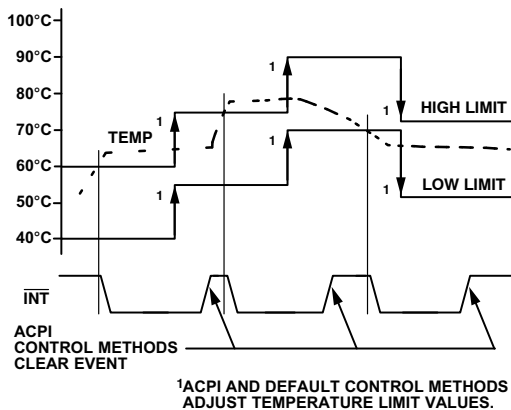 100°C
90°C
80°C
70°C
60°C
50°C
40°C
TEMP
1
1
1
1
1
1
HIGH LIMIT
LOW LIMIT
INT
ACPI
CONTROL METHODS
CLEAR EVENT
1ACPI AND DEFAULT CONTROL METHODS
ADJUST TEMPERATURE LIMIT VALUES.